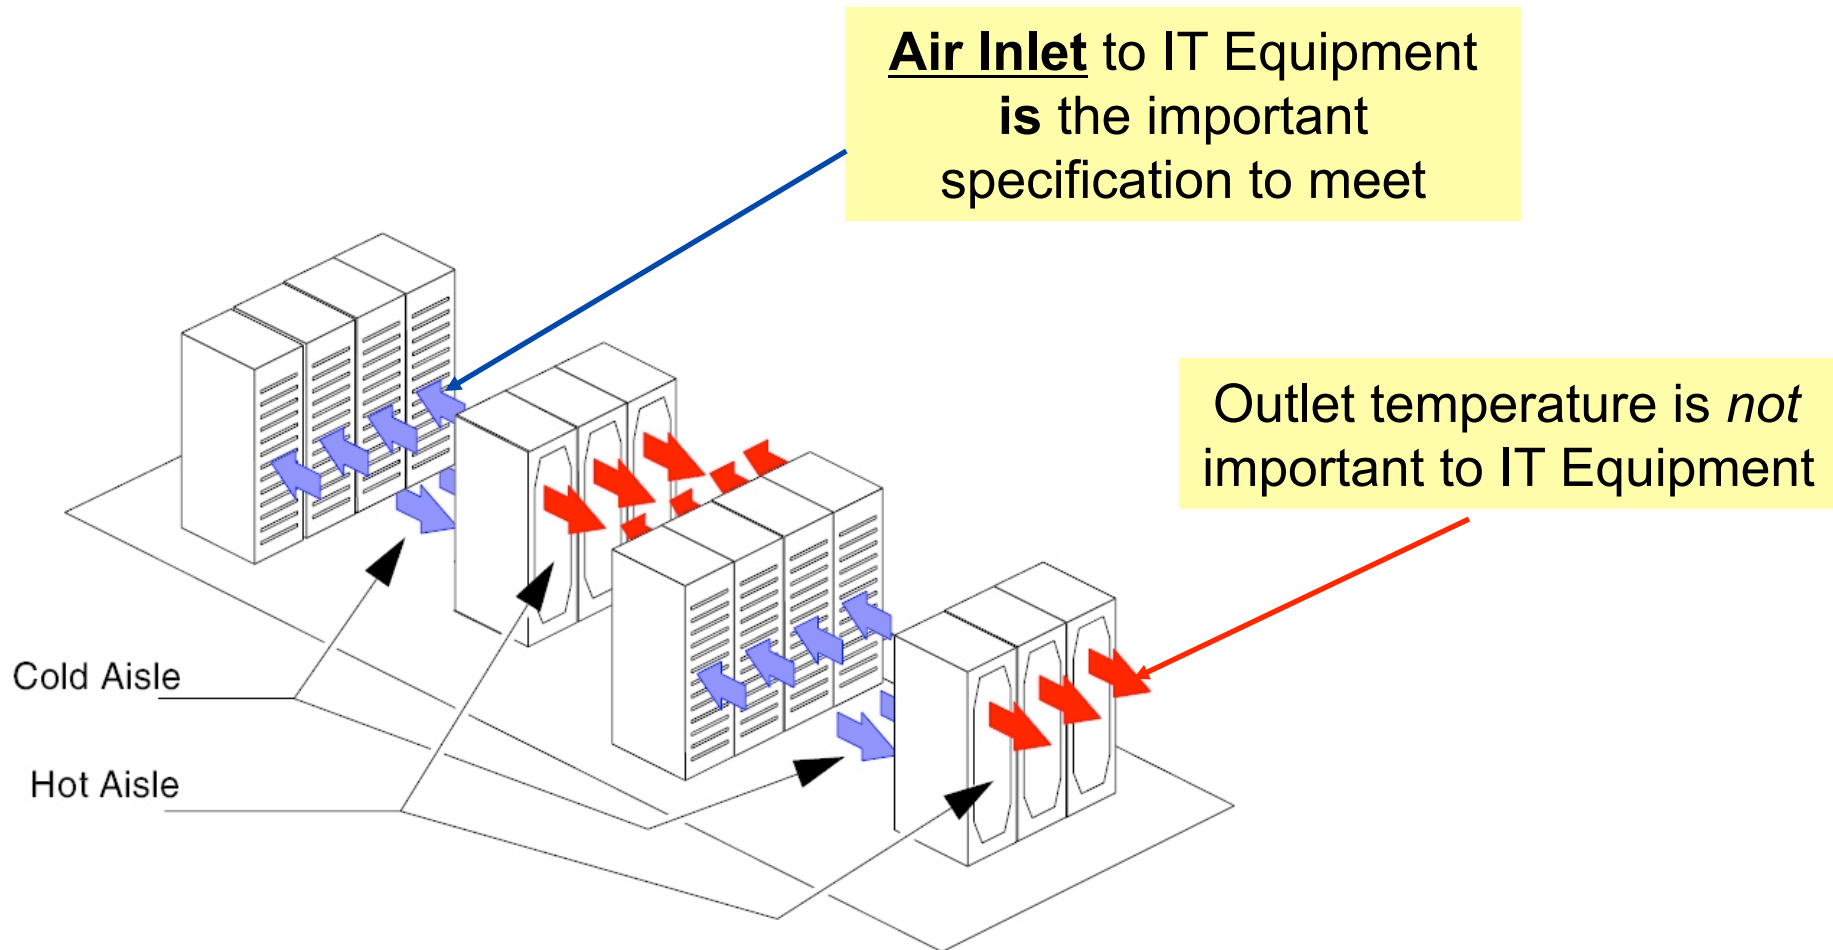 Air Inlet to IT Equipment
is the important
specification to meet
Outlet temperature is not
important to IT Equipment
Cold Aisle
Hot Aisle